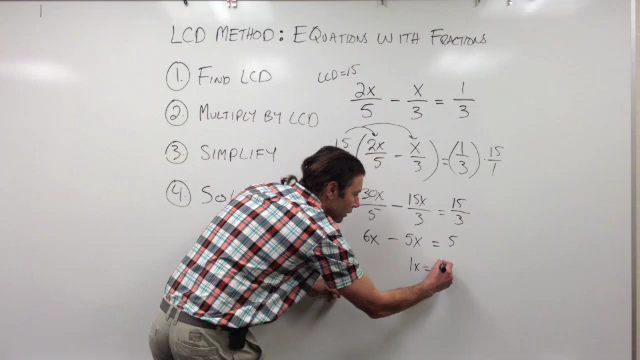 LCD METHOD: EQUATIONS WITH FRACTIONS
① FIND LCD
LCD=15
2x/5 - x/3 = 1/3
② MULTIPLY BY LCD
15 (2x/5 - x/3) = (1/3) · 15/1
③ SIMPLIFY
30x/5 - 15x/3 = 15/3
④
6x - 5x = 5
1x =